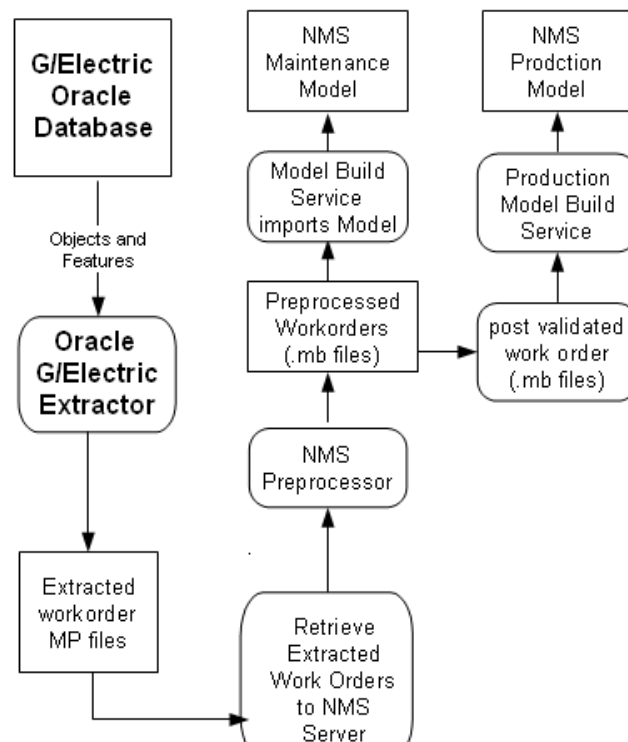 G/Electric
Oracle
Database
Objects and
Features
Oracle
G/Electric
Extractor
Extracted
workorder
MP files
Retrieve
Extracted
Work Orders
to NMS
Server
NMS
Preprocessor
Preprocessed
Workorders
(.mb files)
Model Build
Service
imports Model
NMS
Maintenance
Model
post validated
work order
(.mb files)
Production
Model Build
Service
NMS
Prodction
Model